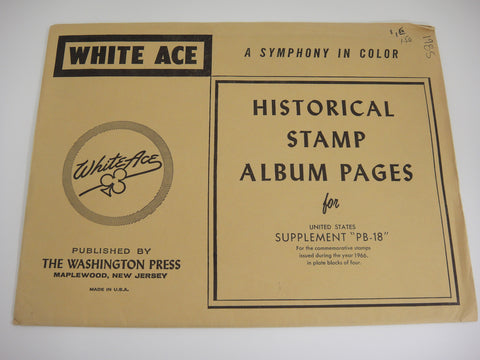 WHITE ACE
A SYMPHONY IN COLOR
1985
HISTORICAL
STAMP
ALBUM PAGES
for
UNITED STATES
SUPPLEMENT "PB-18"
For the commemorative stamps
issued during the year 1966,
in plate blocks of four.
White Ace
PUBLISHED BY
THE WASHINGTON PRESS
MAPLEWOOD, NEW JERSEY
MADE IN U.S.A.